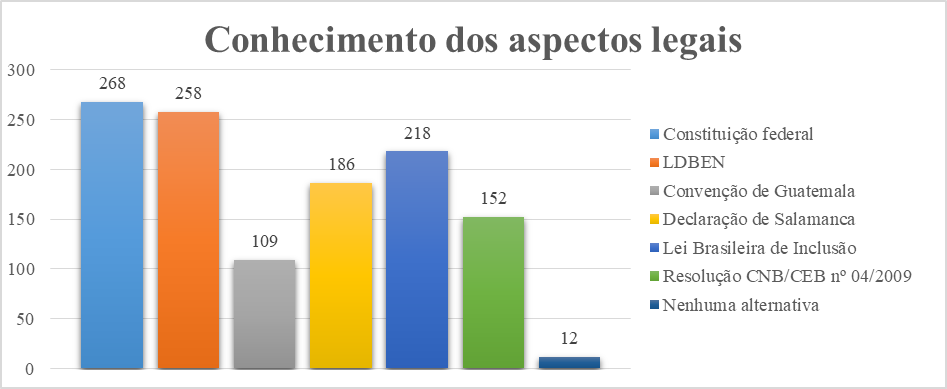 Conhecimento dos aspectos legais
300
250
200
150
100
50
0
268
258
109
186
218
152
12
Constituição federal
LDBEN
Convenção de Guatemala
Declaração de Salamanca
Lei Brasileira de Inclusão
Resolução CNB/CEB nº 04/2009
Nenhuma alternativa